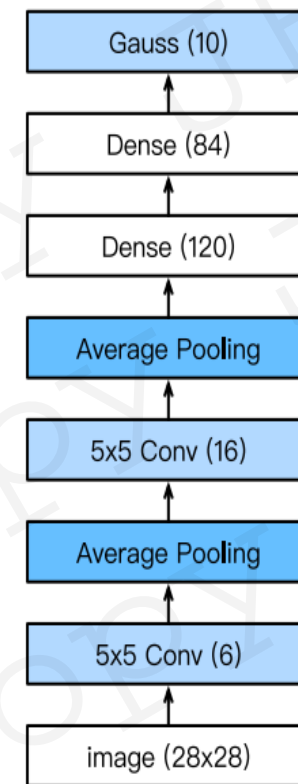 Gauss (10)
Dense (84)
Dense (120)
Average Pooling
5x5 Conv (16)
Average Pooling
5x5 Conv (6)
image (28x28)